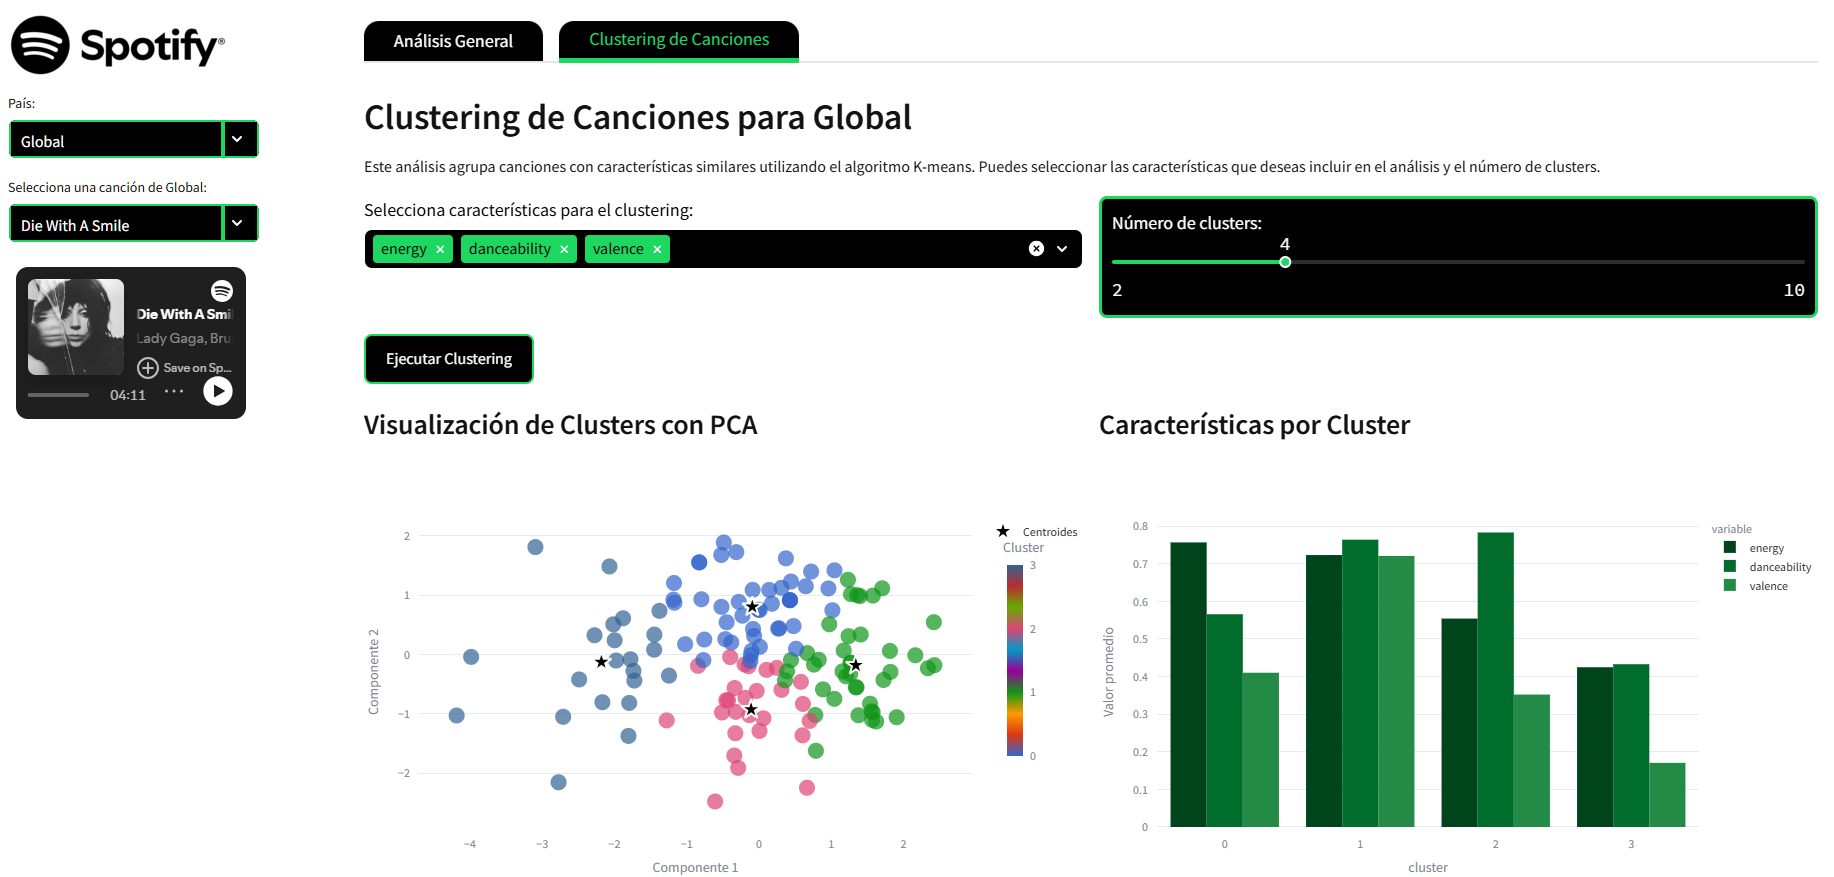 Spotify®
País:
Global
Selecciona una canción de Global:
Die With A Smile
Die With A Smi
Lady Gaga, Bru
Save on Sp...
04:11
Análisis General
Clustering de Canciones
Clustering de Canciones para Global
Este análisis agrupa canciones con características similares utilizando el algoritmo K-means. Puedes seleccionar las características que deseas incluir en el análisis y el número de clusters.
Selecciona características para el clustering:
energy × danceability × valence ×
Número de clusters:
4
2 10
Ejecutar Clustering
Visualización de Clusters con PCA
Centroides
Cluster
3
2
1
0
2
1
0
−1
−2
Componente 2
−4 −3 −2 −1 0 1 2
Componente 1
Características por Cluster
variable
energy
danceability
valence
0.8
0.7
0.6
0.5
0.4
0.3
0.2
0.1
0
Valor promedio
0 1 2 3
cluster